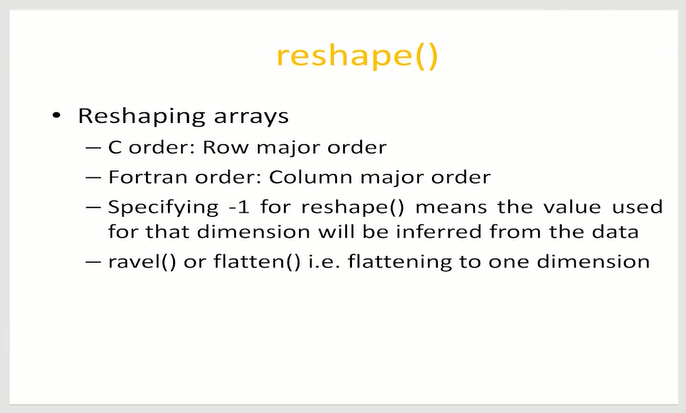 reshape()
• Reshaping arrays
– C order: Row major order
– Fortran order: Column major order
– Specifying -1 for reshape() means the value used
for that dimension will be inferred from the data
– ravel() or flatten() i.e. flattening to one dimension